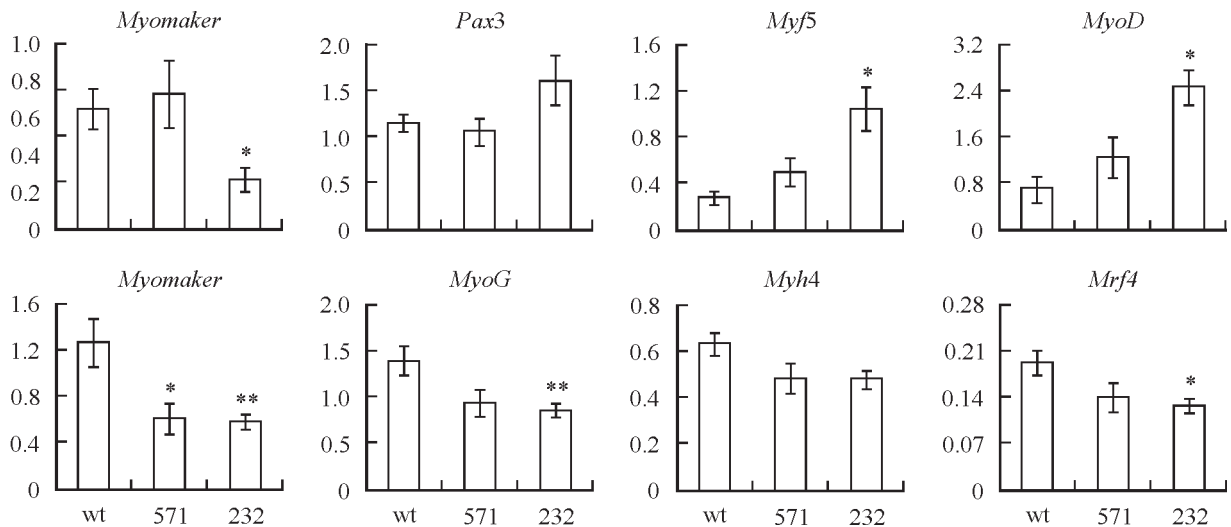 Myomaker Pax3 Myf5 MyoD
1.0 2.0 1.6 3.2
0.8 1.5 1.2 * 2.4 *
0.6 1.0 0.8 1.6
0.4 * 0.5 0.4 0.8
0.2
0 0 0 0
Myomaker MyoG Myh4 Mrf4
1.6 2.0 0.8 0.28
1.2 1.5 0.6 0.21
0.8 * ** 1.0 ** 0.4 0.14 *
0.4 0.5 0.2 0.07
0 0 0 0
wt 571 232 wt 571 232 wt 571 232 wt 571 232